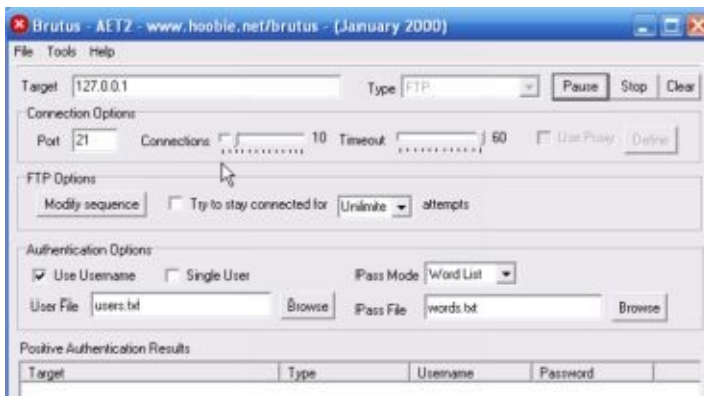 Brutus - AET2 - www.hoobie.net/brutus - (January 2000)
File Tools Help
Target 127.0.0.1 Type FTP Pause Stop Clear
Connection Options
Port 21 Connections 10 Timeout 60 Use Proxy Define
FTP Options
Modify sequence Try to stay connected for Unlimite attempts
Authentication Options
Use Username Single User Pass Mode Word List
User File users.txt Browse Pass File words.txt Browse
Positive Authentication Results
Target Type Username Password